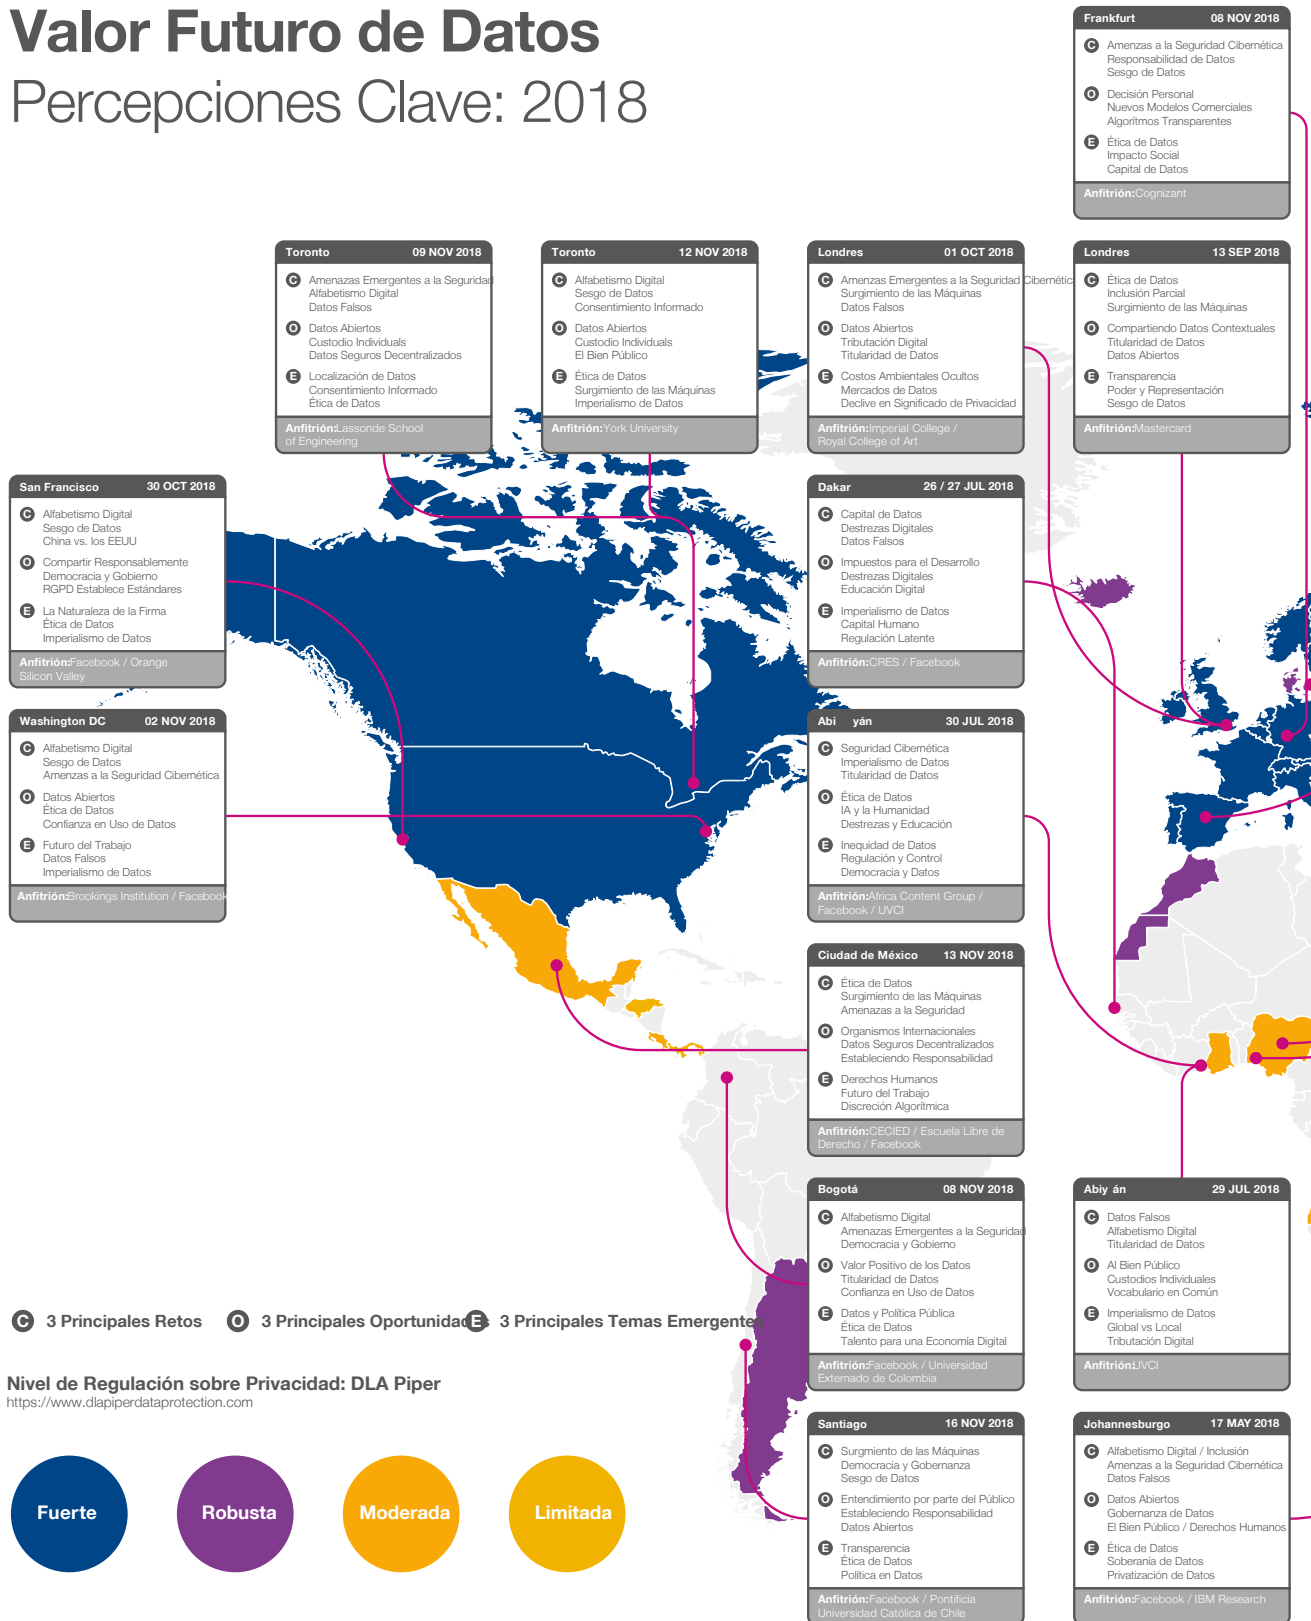 Valor Futuro de Datos
Percepciones Clave: 2018
Frankfurt 08 NOV 2018
C Amenzas a la Seguridad Cibernética
Responsabilidad de Datos
Sesgo de Datos
O Decisión Personal
Nuevos Modelos Comerciales
Algoritmos Transparentes
E Ética de Datos
Impacto Social
Capital de Datos
Anfitrión:Cognizant
Toronto 09 NOV 2018
C Amenazas Emergentes a la Seguridad
Alfabetismo Digital
Datos Falsos
O Datos Abiertos
Custodio Individuals
Datos Seguros Decentralizados
E Localización de Datos
Consentimiento Informado
Ética de Datos
Anfitrión:Lassonde School
of Engineering
Toronto 12 NOV 2018
C Alfabetismo Digital
Sesgo de Datos
Consentimiento Informado
O Datos Abiertos
Custodio Individuals
El Bien Público
E Ética de Datos
Surgimiento de las Máquinas
Imperialismo de Datos
Anfitrión:York University
Londres 01 OCT 2018
C Amenzas Emergentes a la Seguridad Cibernética
Surgimiento de las Máquinas
Datos Falsos
O Datos Abiertos
Tributación Digital
Titularidad de Datos
E Costos Ambientales Ocultos
Mercados de Datos
Declive en Significado de Privacidad
Anfitrión:Imperial College /
Royal College of Art
Londres 13 SEP 2018
C Ética de Datos
Inclusión Parcial
Surgimiento de las Máquinas
O Compartiendo Datos Contextuales
Titularidad de Datos
Datos Abiertos
E Transparencia
Poder y Representación
Sesgo de Datos
Anfitrión:Mastercard
San Francisco 30 OCT 2018
C Alfabetismo Digital
Sesgo de Datos
China vs. los EEUU
O Compartir Responsablemente
Democracia y Gobierno
RGPD Establece Estándares
E La Naturaleza de la Firma
Ética de Datos
Imperialismo de Datos
Anfitrión:Facebook / Orange
Silicon Valley
Dakar 26 / 27 JUL 2018
C Capital de Datos
Destrezas Digitales
Datos Falsos
O Impuestos para el Desarrollo
Destrezas Digitales
Educación Digital
E Imperialismo de Datos
Capital Humano
Regulación Latente
Anfitrión:CRES / Facebook
Washington DC 02 NOV 2018
C Alfabetismo Digital
Sesgo de Datos
Amenzas a la Seguridad Cibernética
O Datos Abiertos
Ética de Datos
Confianza en Uso de Datos
E Futuro del Trabajo
Datos Falsos
Imperialismo de Datos
Anfitrión:Brookings Institution / Facebook
Abi yán 30 JUL 2018
C Seguridad Cibernética
Imperialismo de Datos
Titularidad de Datos
O Ética de Datos
IA y la Humanidad
Destrezas y Educación
E Inequidad de Datos
Regulación y Control
Democracia y Datos
Anfitrión:Africa Content Group /
Facebook / UVCI
Ciudad de México 13 NOV 2018
C Ética de Datos
Surgimiento de las Máquinas
Amenazas a la Seguridad
O Organismos Internacionales
Datos Seguros Decentralizados
Estableciendo Responsabilidad
E Derechos Humanos
Futuro del Trabajo
Discreción Algorítmica
Anfitrión:CECIED / Escuela Libre de
Derecho / Facebook
Bogotá 08 NOV 2018
C Alfabetismo Digital
Amenazas Emergentes a la Seguridad
Democracia y Gobierno
O Valor Positivo de los Datos
Titularidad de Datos
Confianza en Uso de Datos
E Datos y Política Pública
Ética de Datos
Talento para una Economía Digital
Anfitrión:Facebook / Universidad
Externado de Colombia
Abiy án 29 JUL 2018
C Datos Falsos
Alfabetismo Digital
Titularidad de Datos
O Al Bien Público
Custodios Individuales
Vocabulario en Común
E Imperialismo de Datos
Global vs Local
Tributación Digital
Anfitrión:UVCI
C 3 Principales Retos O 3 Principales Oportunidades E 3 Principales Temas Emergentes
Nivel de Regulación sobre Privacidad: DLA Piper
https://www.dlapiperdataprotection.com
Fuerte Robusta Moderada Limitada
Santiago 16 NOV 2018
C Surgmiento de las Máquinas
Democracia y Gobernanza
Sesgo de Datos
O Entendimiento por parte del Público
Estableciendo Responsabilidad
Datos Abiertos
E Transparencia
Ética de Datos
Política en Datos
Anfitrión:Facebook / Pontificia
Universidad Católica de Chile
Johannesburgo 17 MAY 2018
C Alfabetismo Digital / Inclusión
Amenzas a la Seguridad Cibernética
Datos Falsos
O Datos Abiertos
Gobernanza de Datos
El Bien Público / Derechos Humanos
E Ética de Datos
Soberanía de Datos
Privatización de Datos
Anfitrión:Facebook / IBM Research